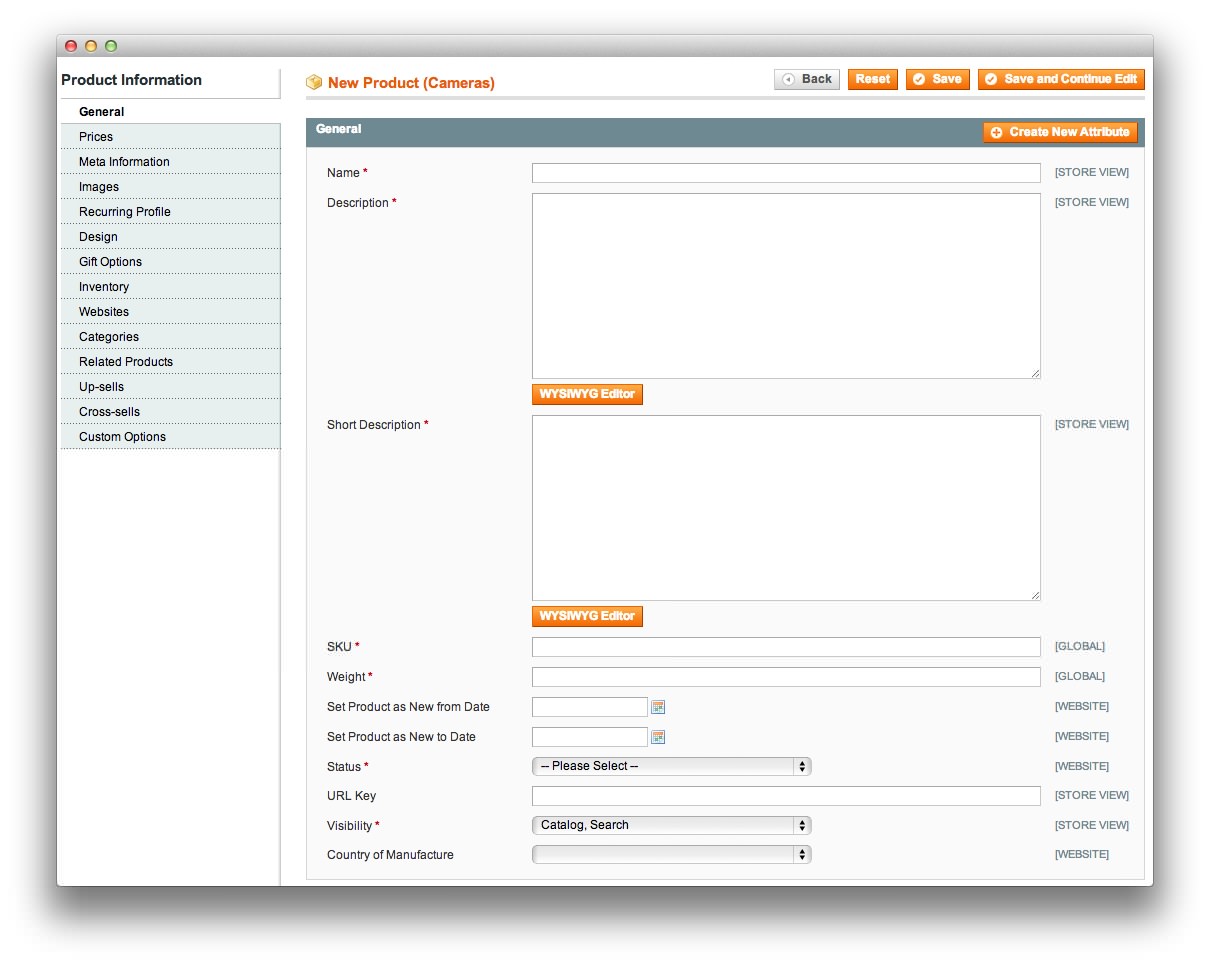 Product Information
General
Prices
Meta Information
Images
Recurring Profile
Design
Gift Options
Inventory
Websites
Categories
Related Products
Up-sells
Cross-sells
Custom Options
New Product (Cameras)
Back
Reset
Save
Save and Continue Edit
General
Create New Attribute
Name *
[STORE VIEW]
Description *
[STORE VIEW]
WYSIWYG Editor
Short Description *
[STORE VIEW]
WYSIWYG Editor
SKU *
[GLOBAL]
Weight *
[GLOBAL]
Set Product as New from Date
[WEBSITE]
Set Product as New to Date
[WEBSITE]
Status *
-- Please Select --
[WEBSITE]
URL Key
[STORE VIEW]
Visibility *
Catalog, Search
[STORE VIEW]
Country of Manufacture
[WEBSITE]